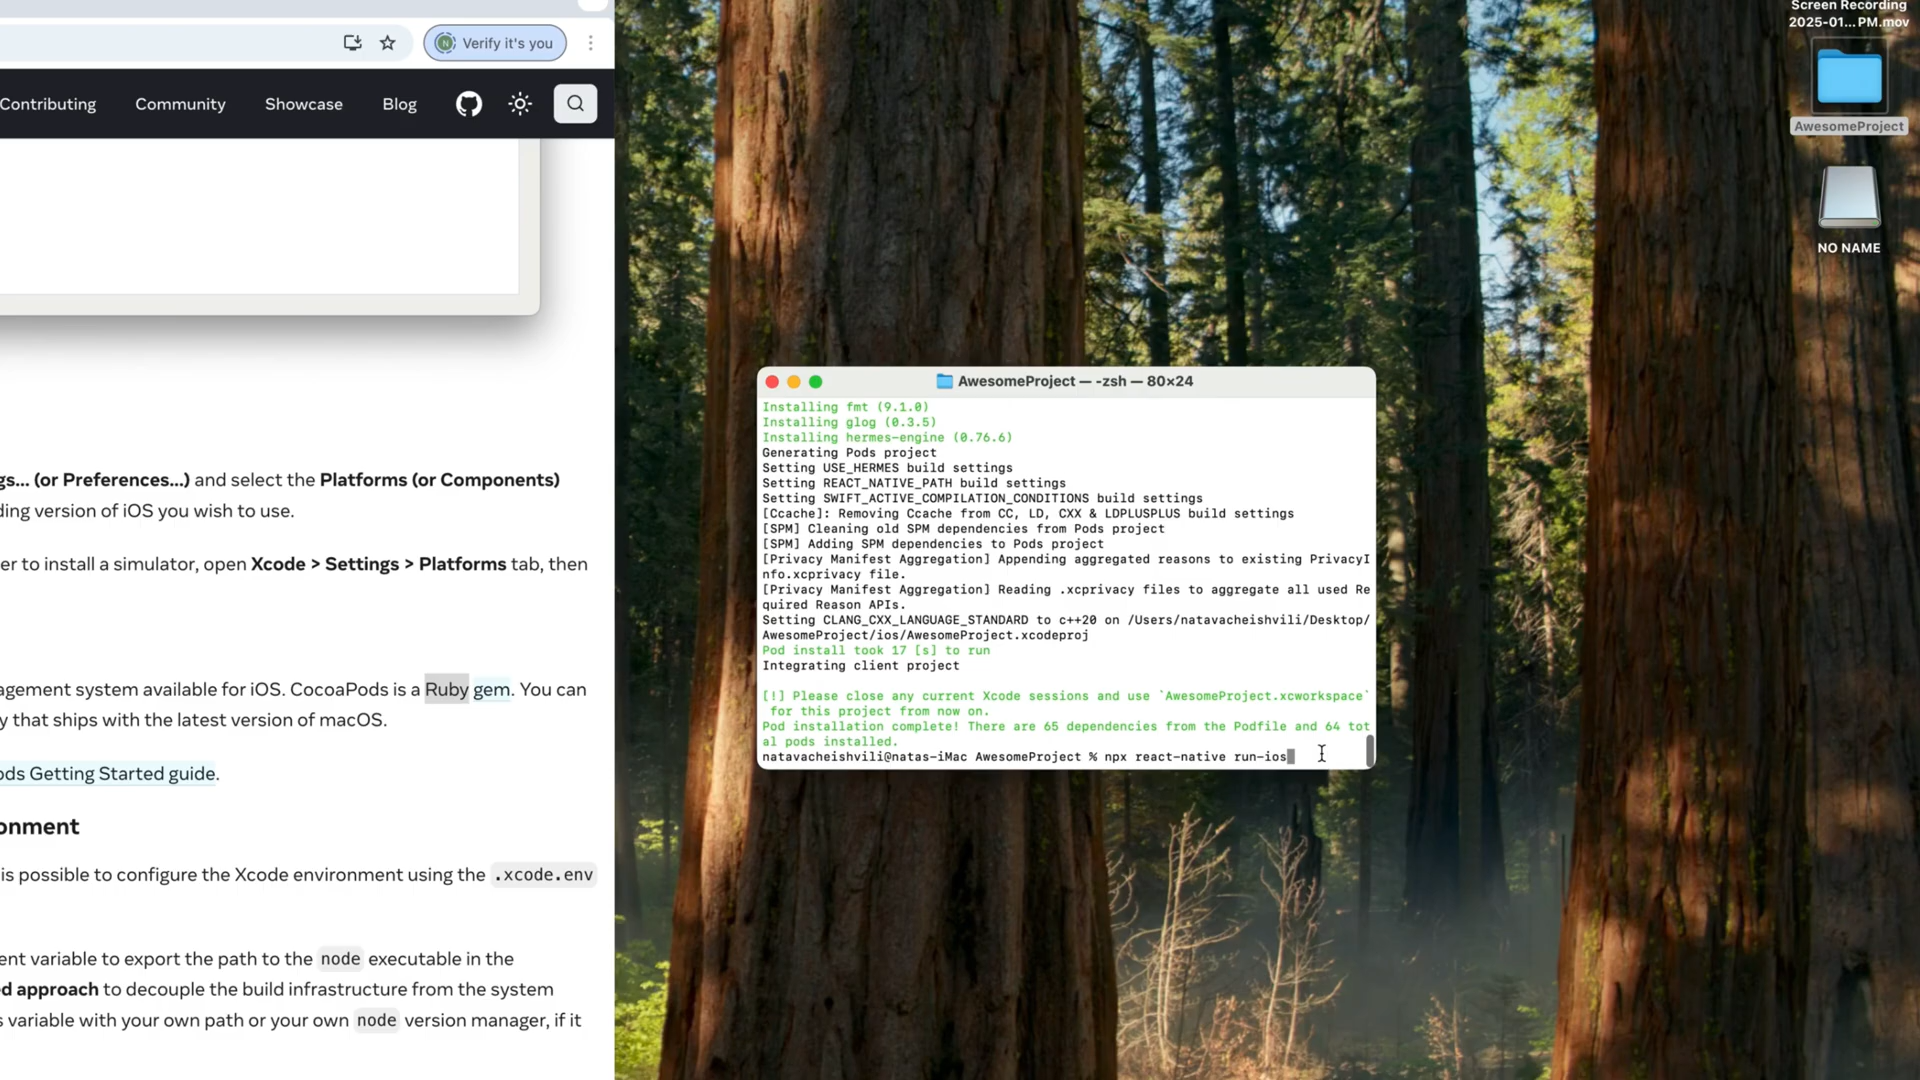 Verify it's you
Contributing
Community
Showcase
Blog
gs... (or Preferences...) and select the Platforms (or Components)
ding version of iOS you wish to use.
er to install a simulator, open Xcode > Settings > Platforms tab, then
agement system available for iOS. CocoaPods is a Ruby gem. You can
y that ships with the latest version of macOS.
ods Getting Started guide.
onment
is possible to configure the Xcode environment using the .xcode.env
ent variable to export the path to the node executable in the
ed approach to decouple the build infrastructure from the system
s variable with your own path or your own node version manager, if it
AwesomeProject — -zsh — 80×24
Installing fmt (9.1.0)
Installing glog (0.3.5)
Installing hermes-engine (0.76.6)
Generating Pods project
Setting USE_HERMES build settings
Setting REACT_NATIVE_PATH build settings
Setting SWIFT_ACTIVE_COMPILATION_CONDITIONS build settings
[Ccache]: Removing Ccache from CC, LD, CXX & LDPLUSPLUS build settings
[SPM] Cleaning old SPM dependencies from Pods project
[SPM] Adding SPM dependencies to Pods project
[Privacy Manifest Aggregation] Appending aggregated reasons to existing PrivacyI
nfo.xcprivacy file.
[Privacy Manifest Aggregation] Reading .xcprivacy files to aggregate all used Re
quired Reason APIs.
Setting CLANG_CXX_LANGUAGE_STANDARD to c++20 on /Users/natavacheishvili/Desktop/
AwesomeProject/ios/AwesomeProject.xcodeproj
Pod install took 17 [s] to run
Integrating client project
[!] Please close any current Xcode sessions and use `AwesomeProject.xcworkspace`
for this project from now on.
Pod installation complete! There are 65 dependencies from the Podfile and 64 tot
al pods installed.
natavacheishvili@natas-iMac AwesomeProject % npx react-native run-ios
Screen Recording
2025-01...PM.mov
AwesomeProject
NO NAME